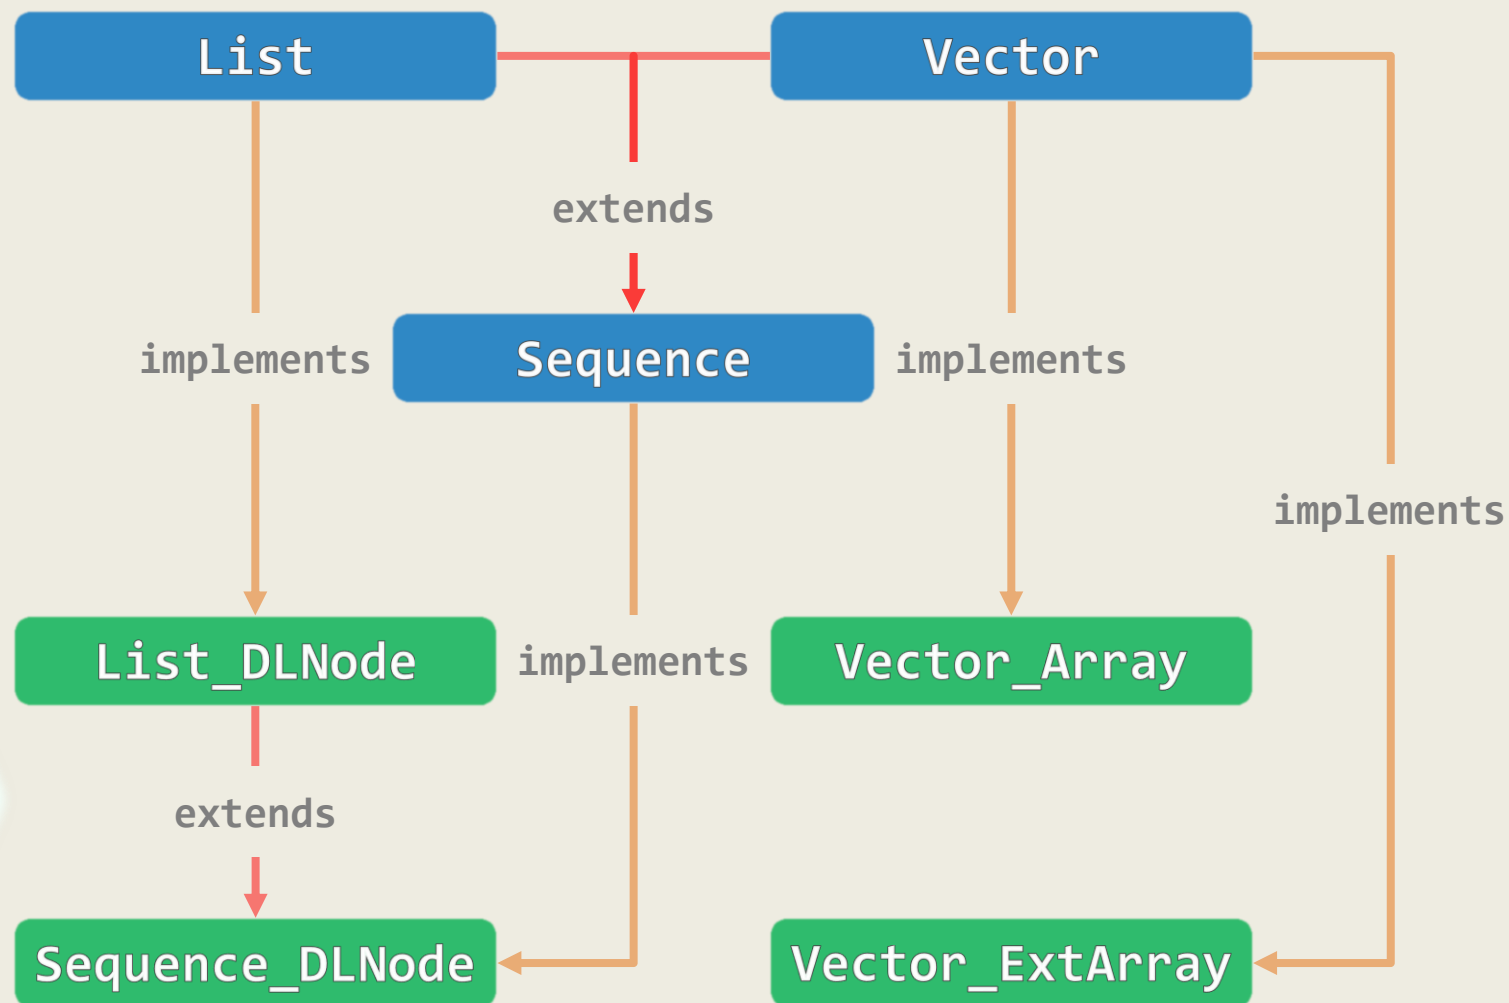 List
Vector
extends
implements
Sequence
implements
implements
List_DLNode
implements
Vector_Array
extends
Sequence_DLNode
Vector_ExtArray